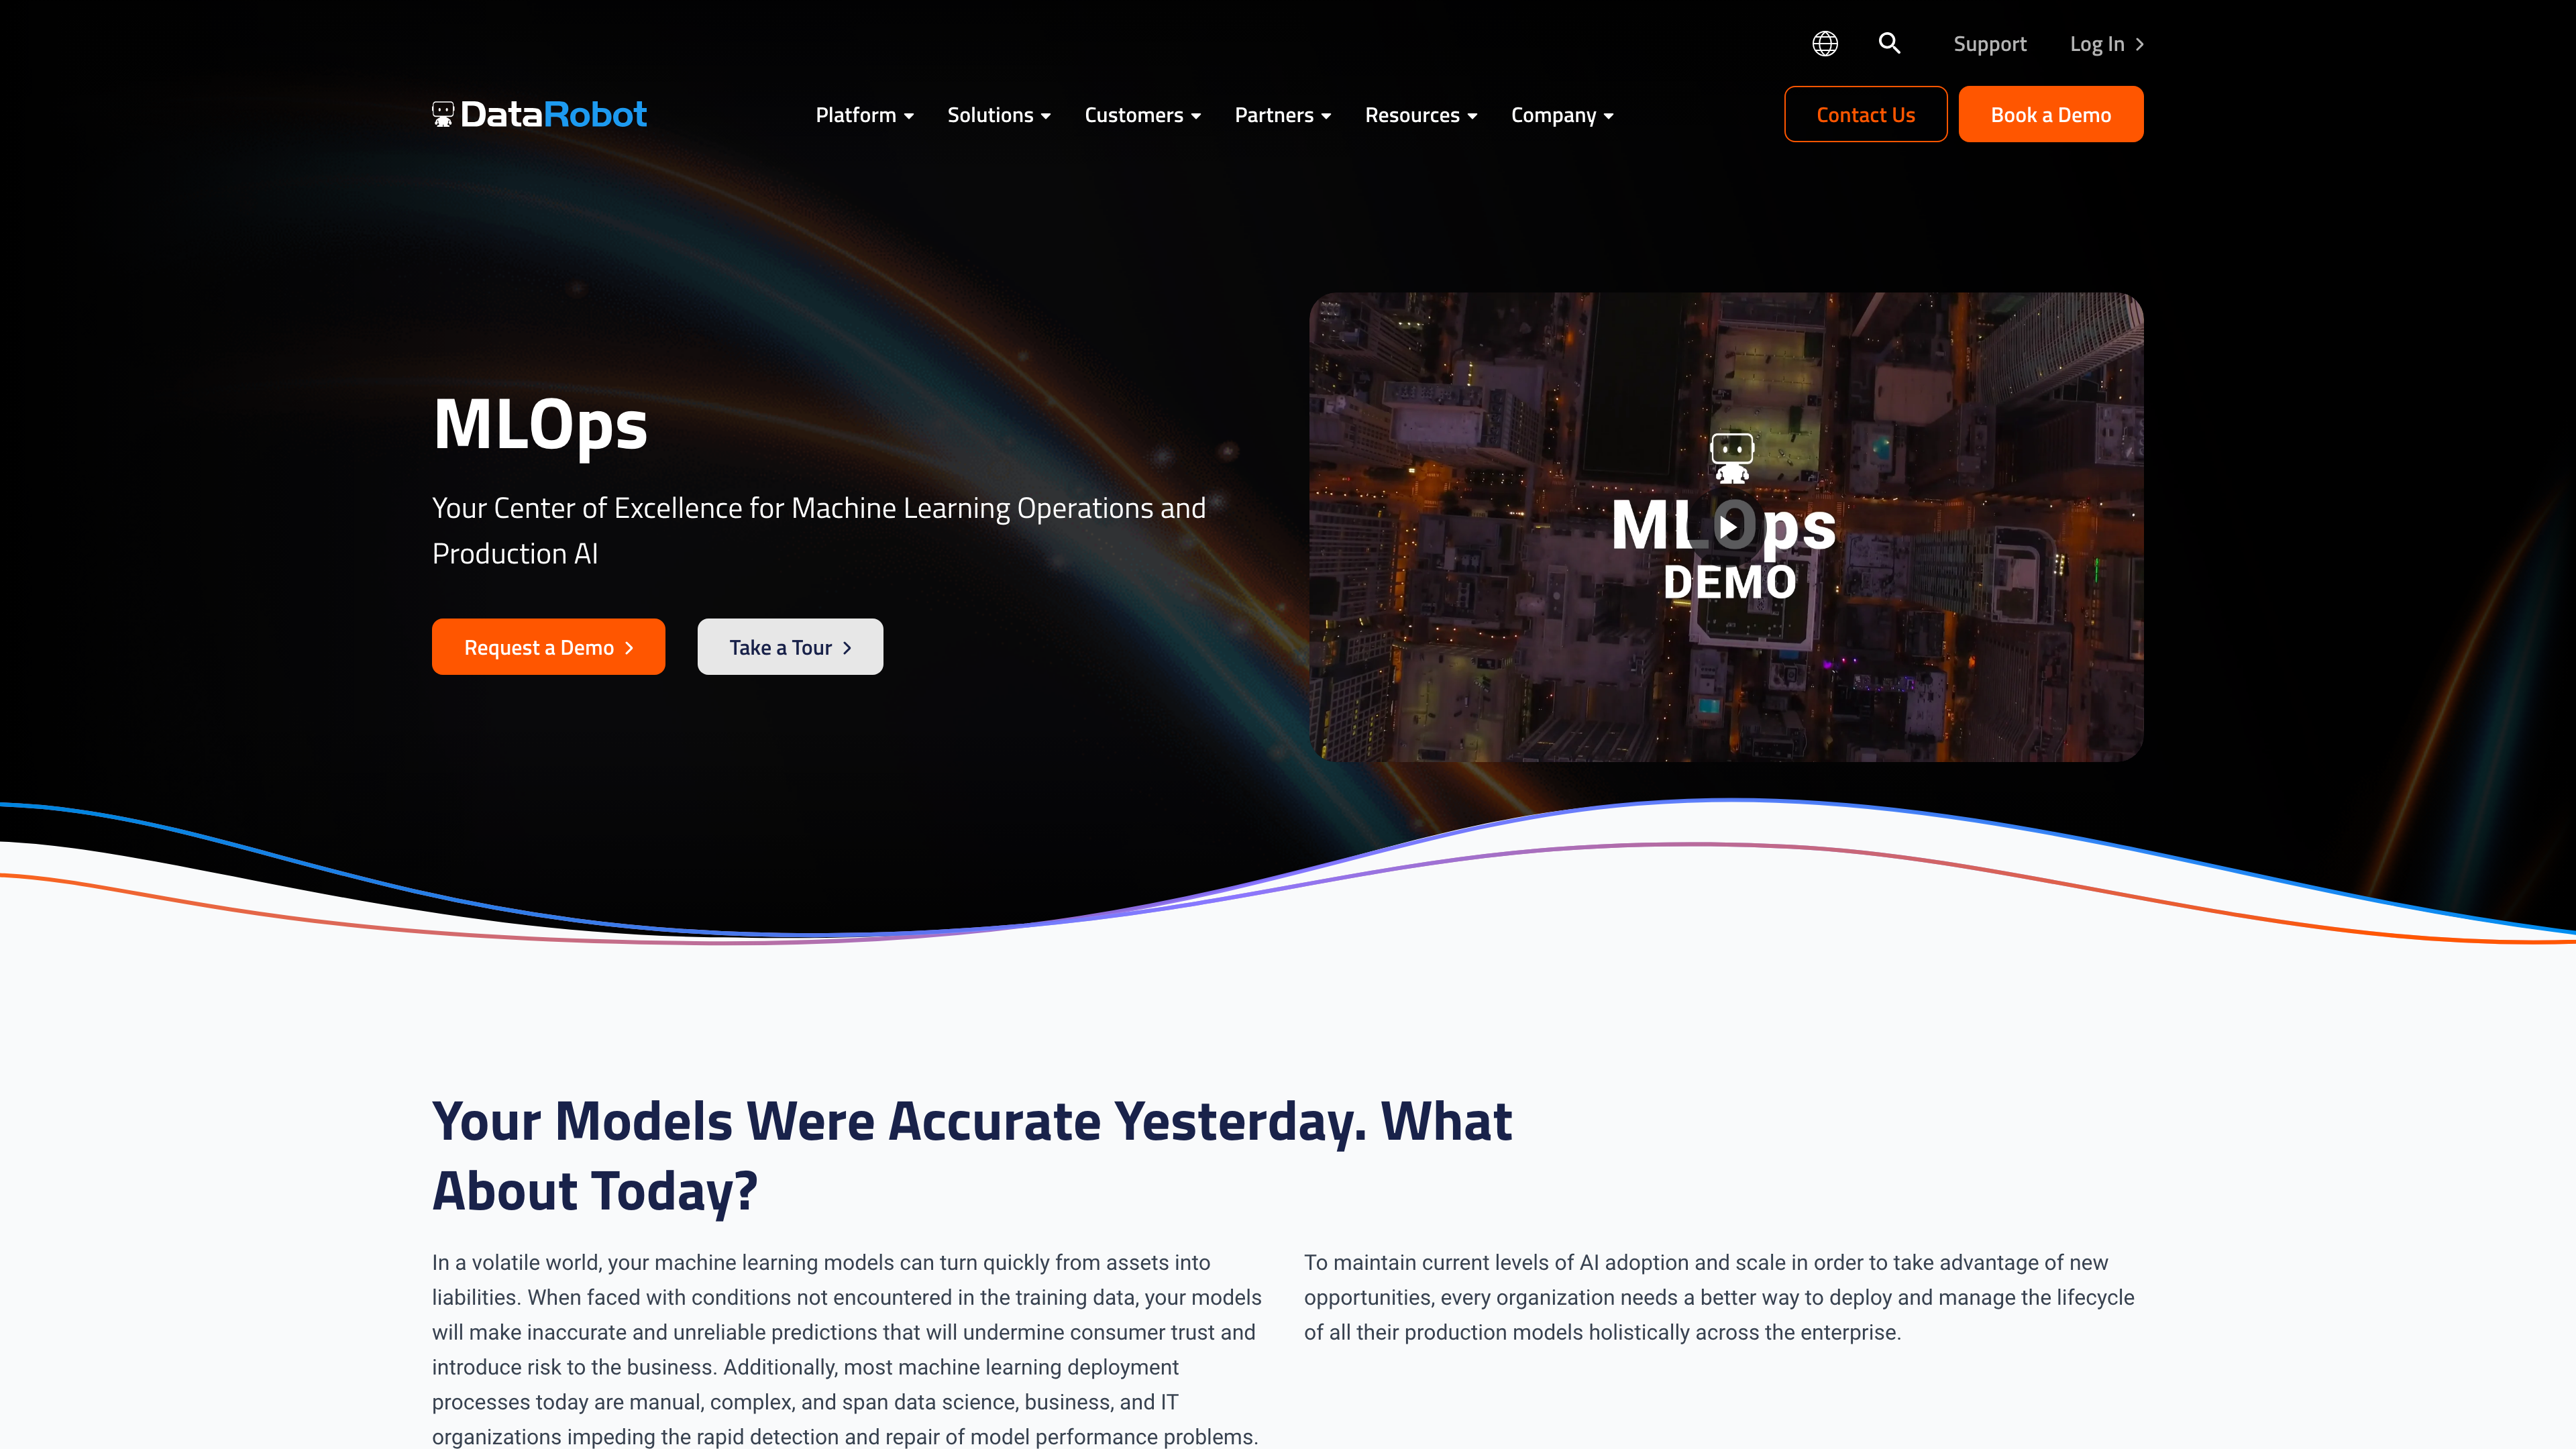 Support
Log In
DataRobot
Platform
Solutions
Customers
Partners
Resources
Company
Contact Us
Book a Demo
MLOps
Your Center of Excellence for Machine Learning Operations and
Production AI
Request a Demo
Take a Tour
MLOps
DEMO
Your Models Were Accurate Yesterday. What
About Today?
In a volatile world, your machine learning models can turn quickly from assets into
liabilities. When faced with conditions not encountered in the training data, your models
will make inaccurate and unreliable predictions that will undermine consumer trust and
introduce risk to the business. Additionally, most machine learning deployment
processes today are manual, complex, and span data science, business, and IT
organizations impeding the rapid detection and repair of model performance problems.
To maintain current levels of AI adoption and scale in order to take advantage of new
opportunities, every organization needs a better way to deploy and manage the lifecycle
of all their production models holistically across the enterprise.